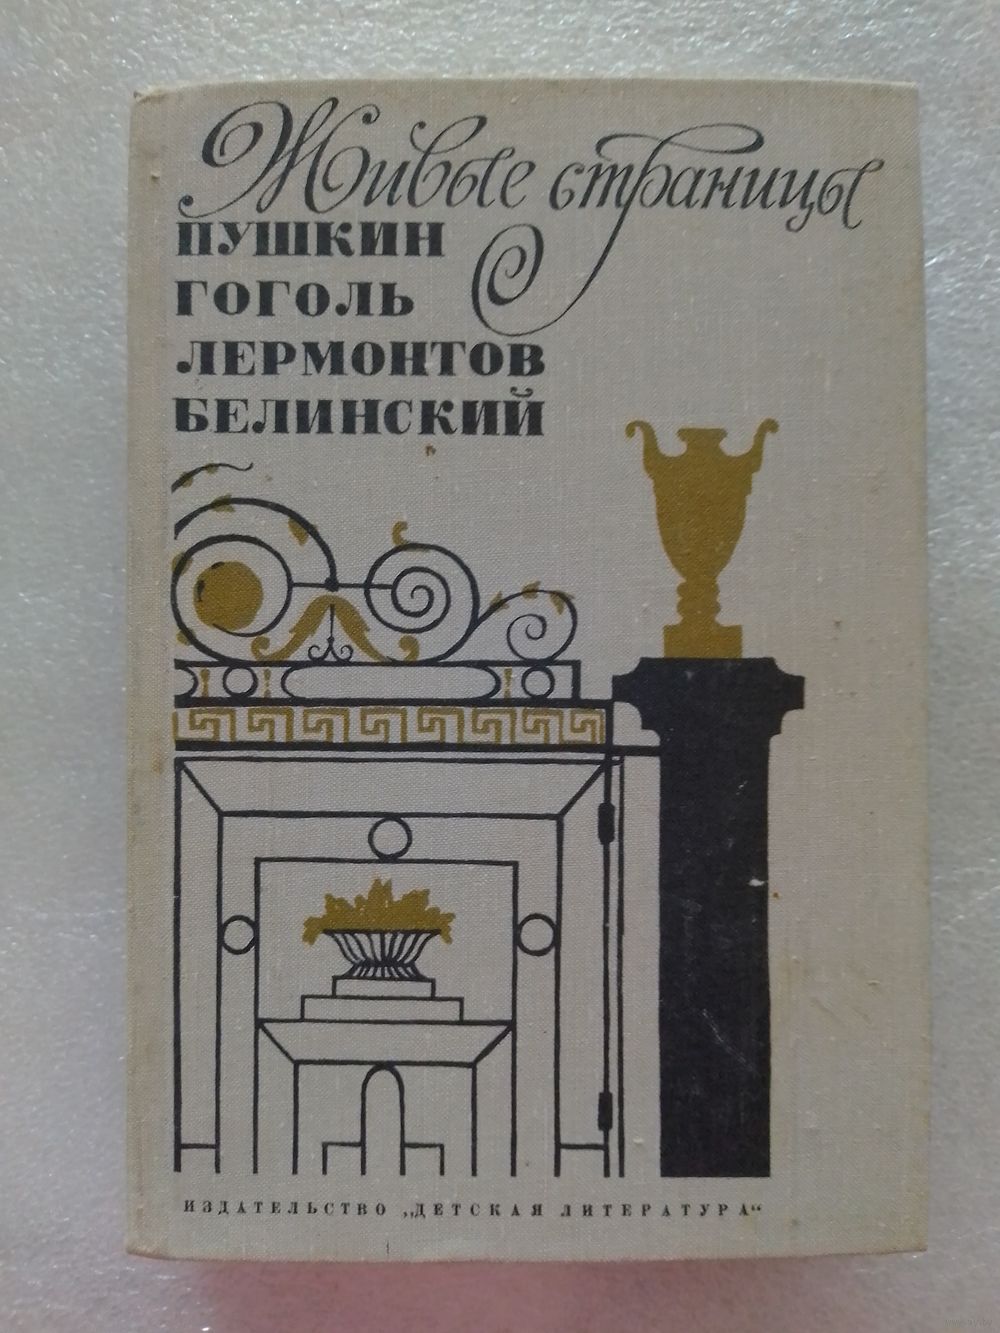 Живые страницы
ПУШКИН
ГОГОЛЬ
ЛЕРМОНТОВ
БЕЛИНСКИЙ
ИЗДАТЕЛЬСТВО „ДЕТСКАЯ ЛИТЕРАТУРА“